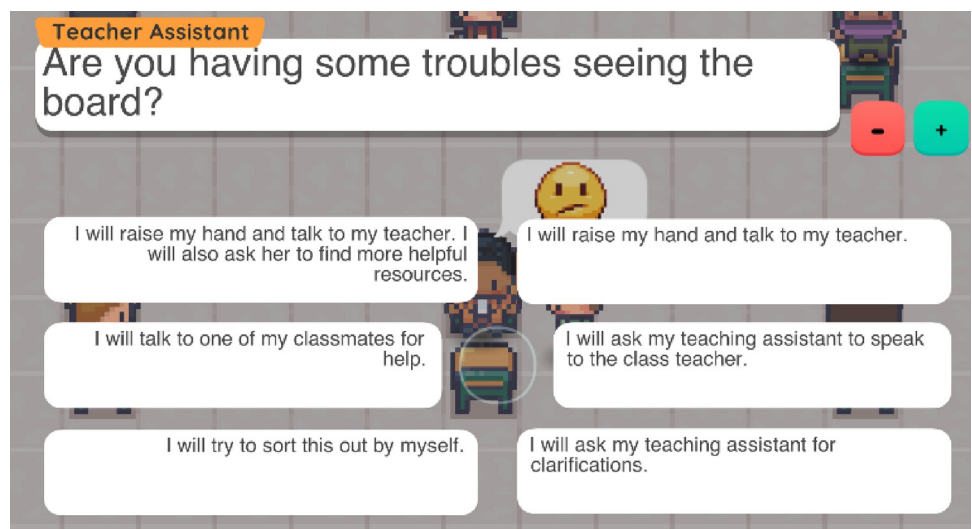 Teacher Assistant
Are you having some troubles seeing the
board?
-
+
I will raise my hand and talk to my teacher. I
will also ask her to find more helpful
resources.
I will raise my hand and talk to my teacher.
I will talk to one of my classmates for
help.
I will ask my teaching assistant to speak
to the class teacher.
I will try to sort this out by myself.
I will ask my teaching assistant for
clarifications.